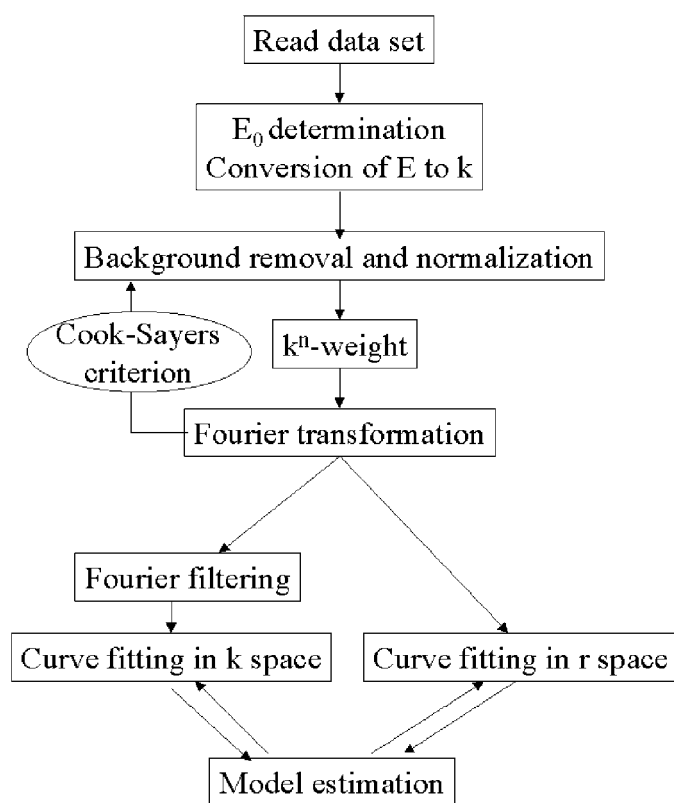 Read data set
E₀ determination
Conversion of E to k
Background removal and normalization
Cook-Sayers
criterion
kⁿ-weight
Fourier transformation
Fourier filtering
Curve fitting in k space
Curve fitting in r space
Model estimation